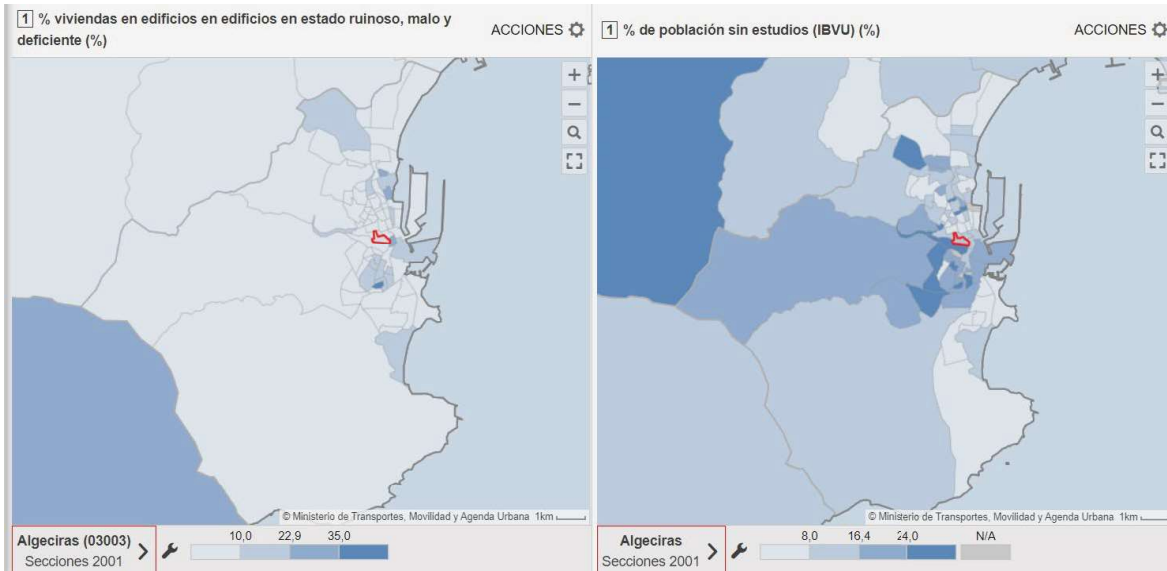 1 % viviendas en edificios en edificios en estado ruinoso, malo y
deficiente (%)
ACCIONES
+
−
© Ministerio de Transportes, Movilidad y Agenda Urbana 1km
Algeciras (03003)
Secciones 2001
10,0 22,9 35,0
1 % de población sin estudios (IBVU) (%)
ACCIONES
+
−
© Ministerio de Transportes, Movilidad y Agenda Urbana 1km
Algeciras
Secciones 2001
8,0 16,4 24,0 N/A